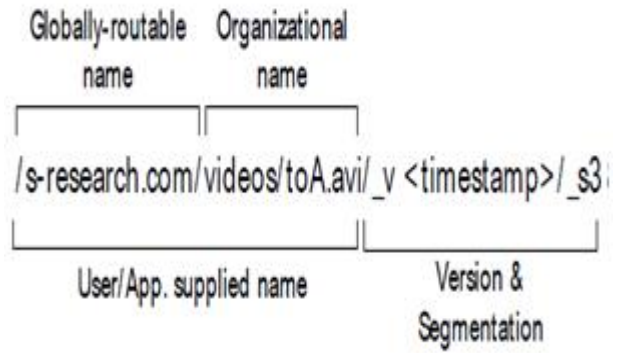 Globally-routable Organizational
name name
/s-research.com/videos/toA.avi/_v <timestamp>/_s3
User/App. supplied name
Version &
Segmentation